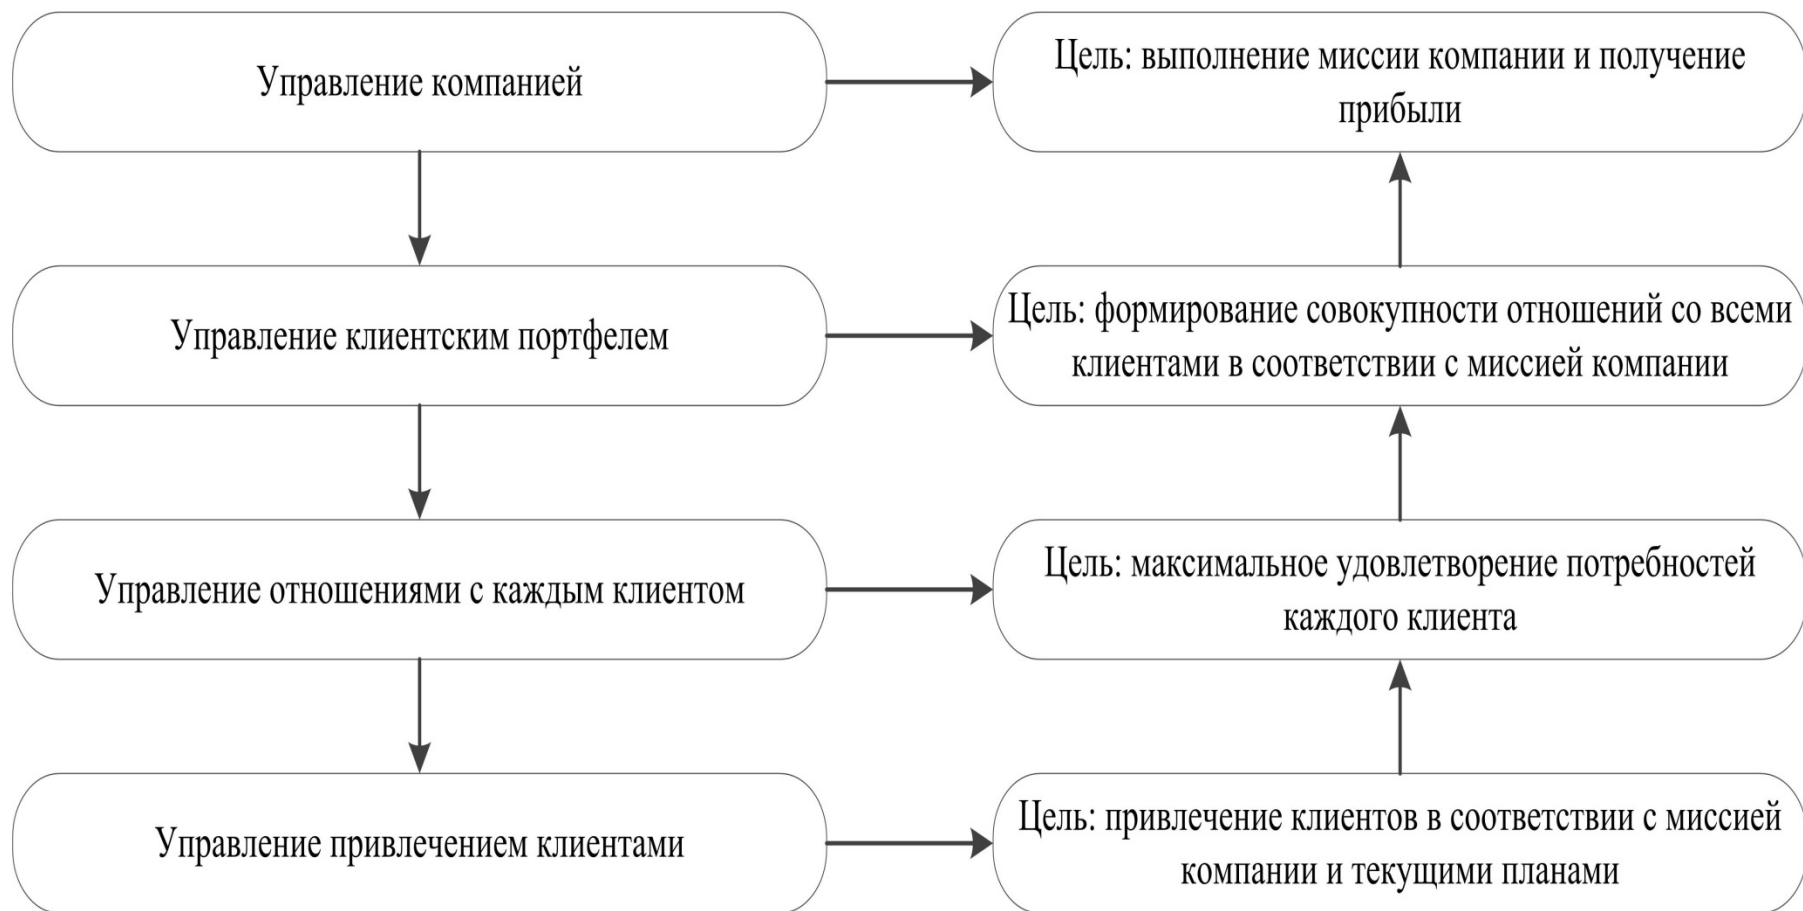 Управление компанией
Цель: выполнение миссии компании и получение
прибыли
Управление клиентским портфелем
Цель: формирование совокупности отношений со всеми
клиентами в соответствии с миссией компании
Управление отношениями с каждым клиентом
Цель: максимальное удовлетворение потребностей
каждого клиента
Управление привлечением клиентами
Цель: привлечение клиентов в соответствии с миссией
компании и текущими планами